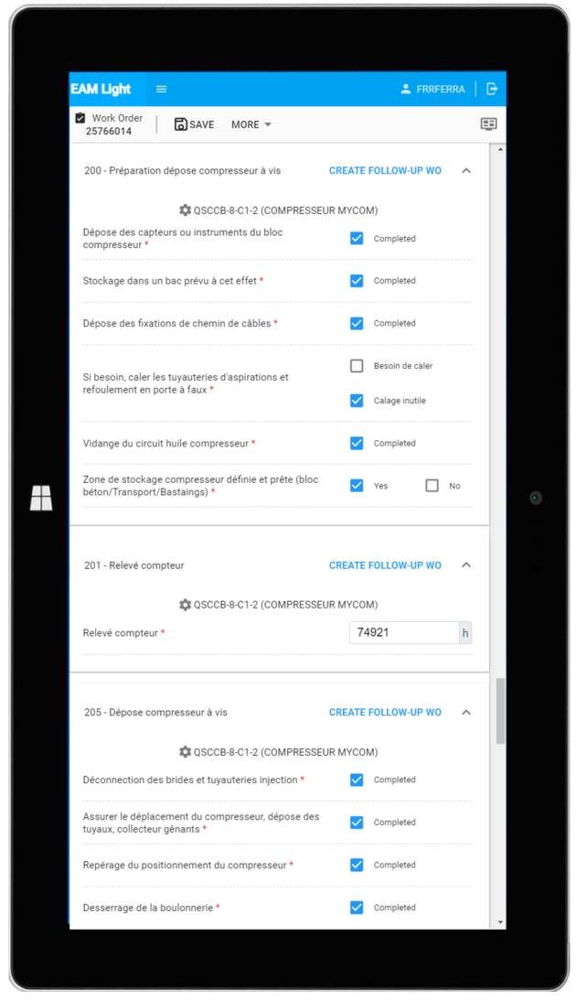 EAM Light
FRRFERRA
Work Order
25766014
SAVE
MORE
200 - Préparation dépose compresseur à vis
CREATE FOLLOW-UP WO
QSCCB-8-C1-2 (COMPRESSEUR MYCOM)
Dépose des capteurs ou instruments du bloc
compresseur *
Completed
Stockage dans un bac prévu à cet effet *
Completed
Dépose des fixations de chemin de câbles *
Completed
Si besoin, caler les tuyauteries d'aspirations et
refoulement en porte à faux *
Besoin de caler
Calage inutile
Vidange du circuit huile compresseur *
Completed
Zone de stockage compresseur définie et prête (bloc
béton/Transport/Bastaings) *
Yes
No
201 - Relevé compteur
CREATE FOLLOW-UP WO
QSCCB-8-C1-2 (COMPRESSEUR MYCOM)
Relevé compteur *
74921
h
205 - Dépose compresseur à vis
CREATE FOLLOW-UP WO
QSCCB-8-C1-2 (COMPRESSEUR MYCOM)
Déconnection des brides et tuyauteries injection *
Completed
Assurer le déplacement du compresseur, dépose des
tuyaux, collecteur gênants *
Completed
Repérage du positionnement du compresseur *
Completed
Desserrage de la boulonnerie *
Completed